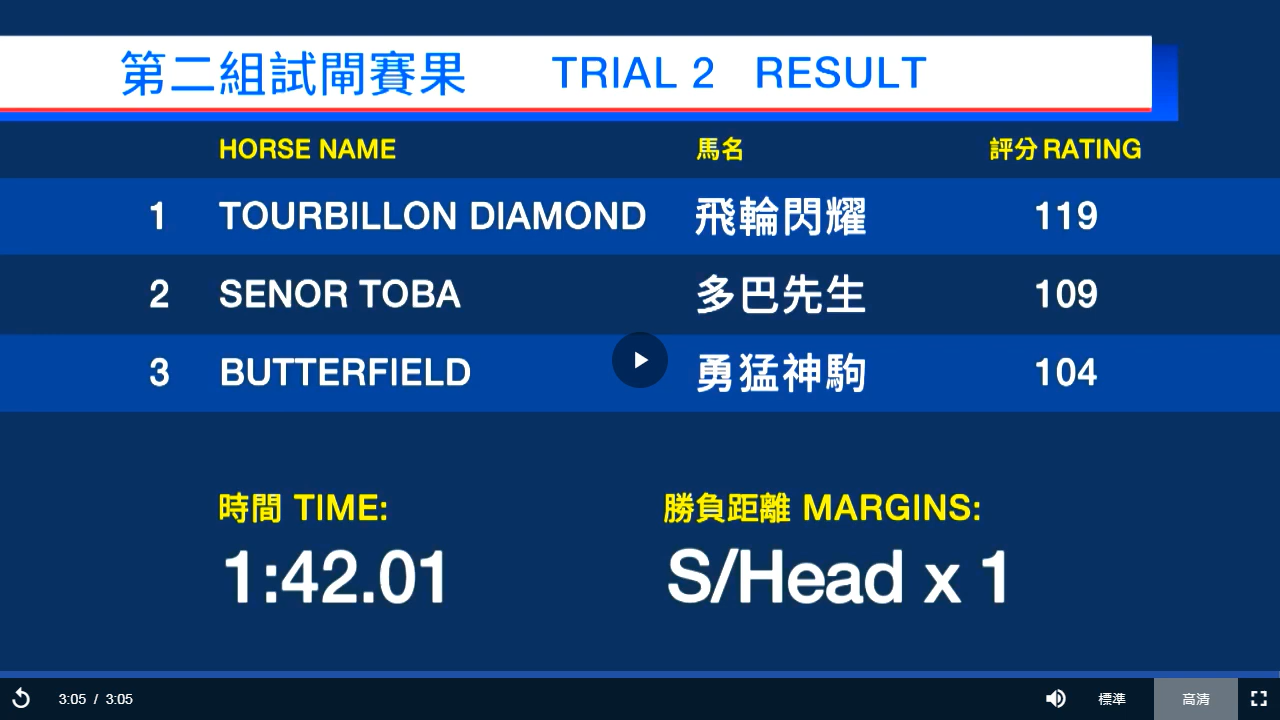 第二組試閘賽果 TRIAL 2 RESULT
HORSE NAME 馬名 評分 RATING
1 TOURBILLON DIAMOND 飛輪閃耀 119
2 SENOR TOBA 多巴先生 109
3 BUTTERFIELD 勇猛神駒 104
時間 TIME: 勝負距離 MARGINS:
1:42.01 S/Head x 1
3:05 / 3:05 標準 高清